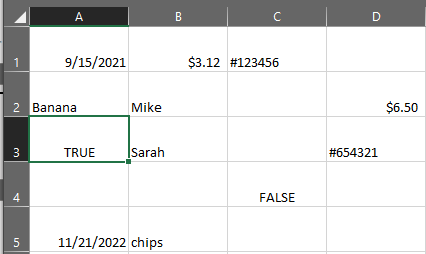 A B C D
1 9/15/2021 $3.12 #123456
2 Banana Mike $6.50
3 TRUE Sarah #654321
4 FALSE
5 11/21/2022 chips